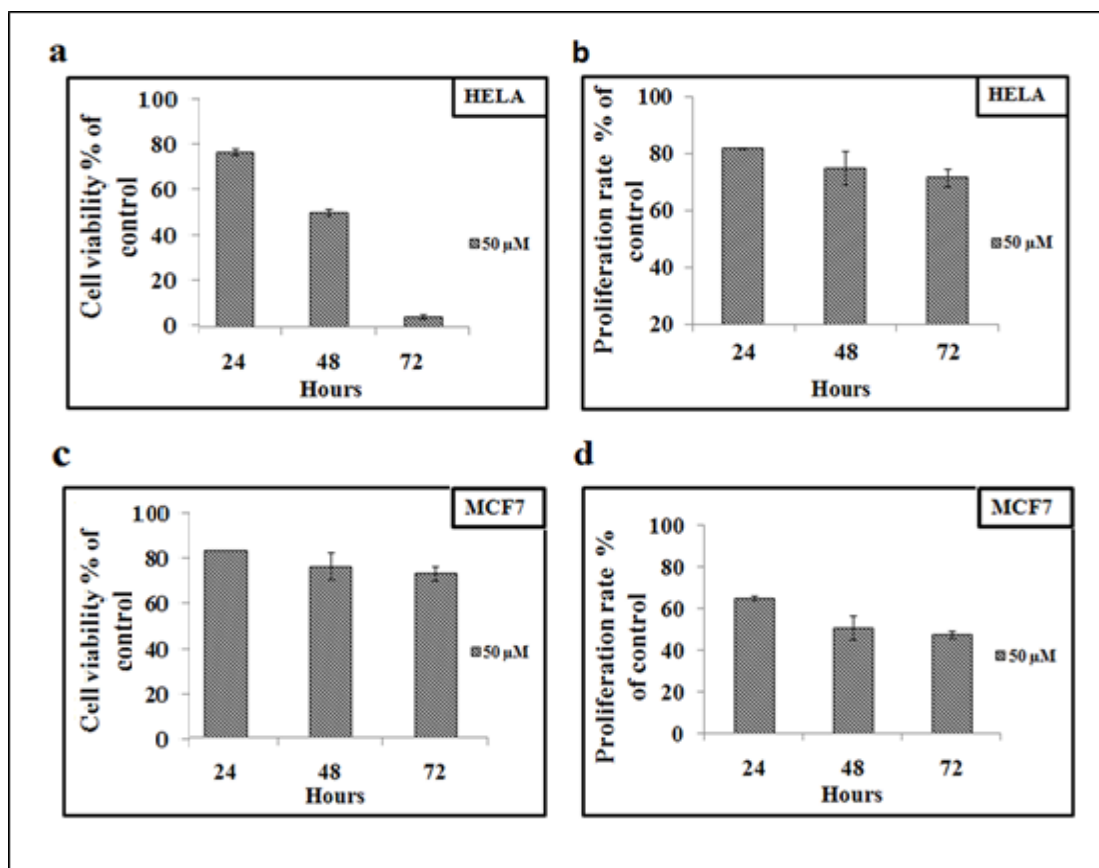 a
HELA
Cell viability % of
control
100
80
60
40
20
0
24 48 72
Hours
50 µM
b
HELA
Proliferation rate % of
control
100
80
60
40
20
24 48 72
Hours
50 µM
c
MCF7
Cell viability % of
control
100
80
60
40
20
0
24 48 72
Hours
50 µM
d
MCF7
Proliferation rate %
of control
100
80
60
40
20
0
24 48 72
Hours
50 µM